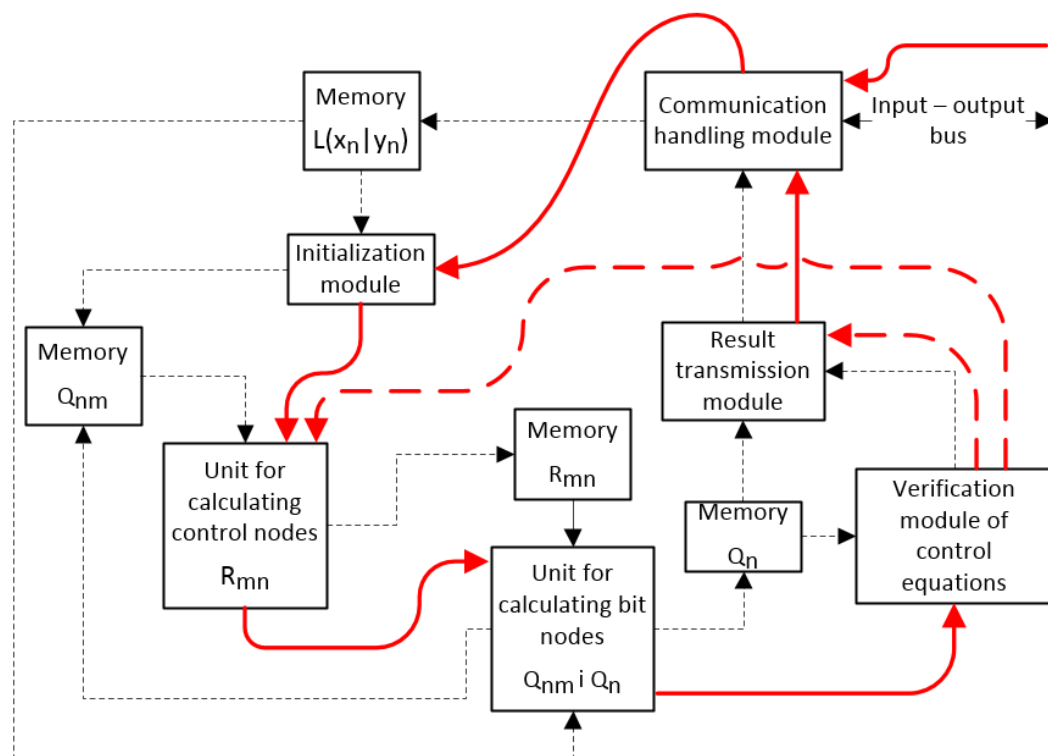 Memory
L(xn|yn)
Communication
handling module
Input – output
bus
Initialization
module
Memory
Qnm
Result
transmission
module
Unit for
calculating
control nodes
Rmn
Memory
Rmn
Memory
Qn
Verification
module of
control
equations
Unit for
calculating bit
nodes
Qnm i Qn